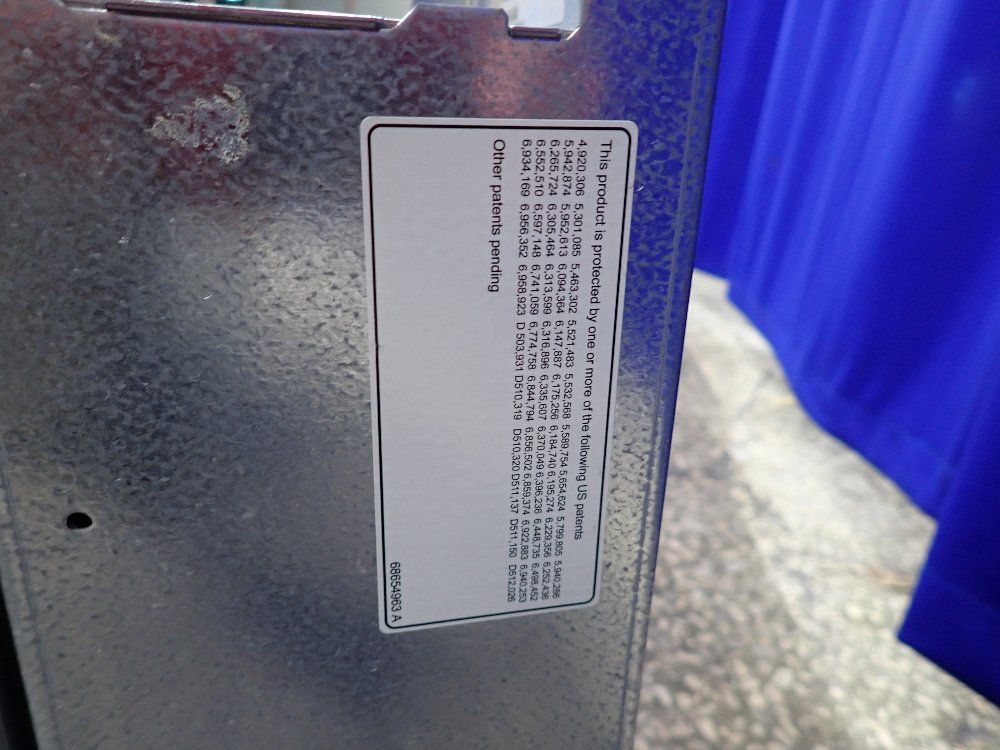 This product is protected by one or more of the following US patents
4,920,306 5,301,085 5,463,302 5,521,483 5,532,568 5,589,754 5,654,624 5,799,805 5,940,286
5,942,874 5,952,613 6,094,364 6,147,887 6,175,256 6,184,740 6,195,274 6,229,356 6,252,436
6,265,724 6,305,464 6,313,599 6,316,896 6,335,607 6,370,049 6,396,236 6,448,735 6,498,452
6,552,510 6,597,148 6,741,059 6,774,758 6,844,794 6,856,502 6,859,374 6,922,883 6,940,253
6,934,169 6,956,352 6,958,923 D 503,931 D510,319 D510,320 D511,137 D511,150 D512,026
Other patents pending
68654963 A